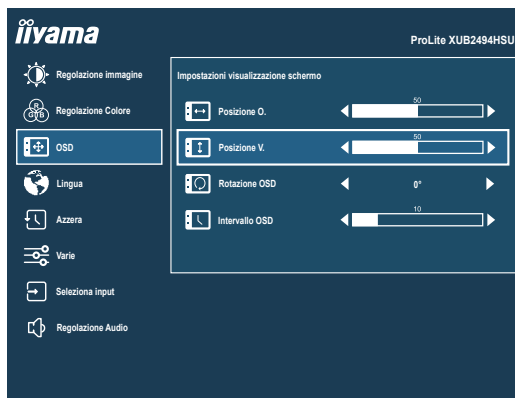 iiyama
ProLite XUB2494HSU
Regolazione immagine
Regolazione Colore
R
G B
OSD
Lingua
Azzera
Varie
Seleziona input
Regolazione Audio
Impostazioni visualizzazione schermo
Posizione O.
50
Posizione V.
50
Rotazione OSD
0°
Intervallo OSD
10